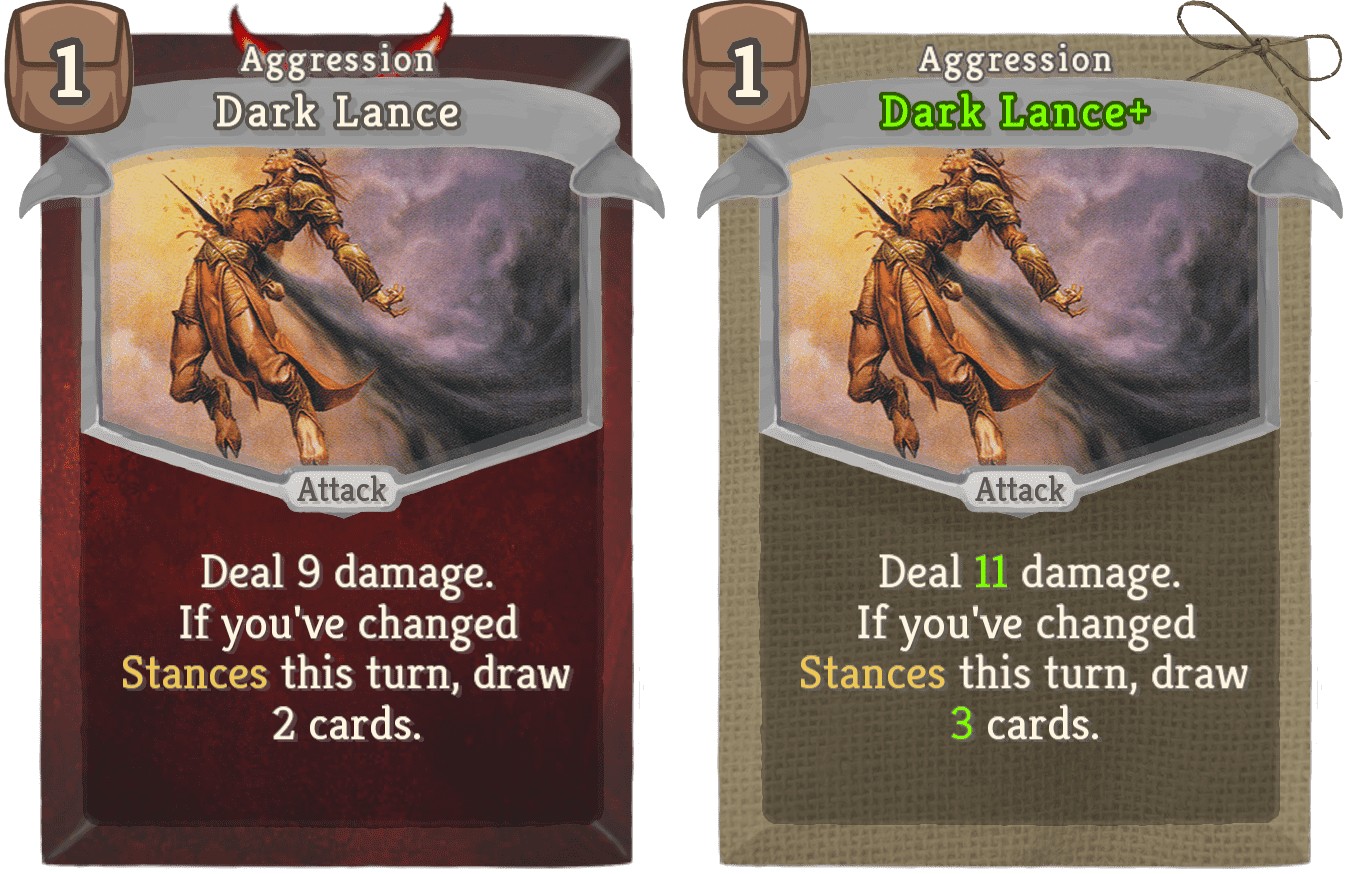 1
Aggression
Dark Lance
Attack
Deal 9 damage.
If you've changed
Stances this turn, draw
2 cards.
1
Aggression
Dark Lance+
Attack
Deal 11 damage.
If you've changed
Stances this turn, draw
3 cards.